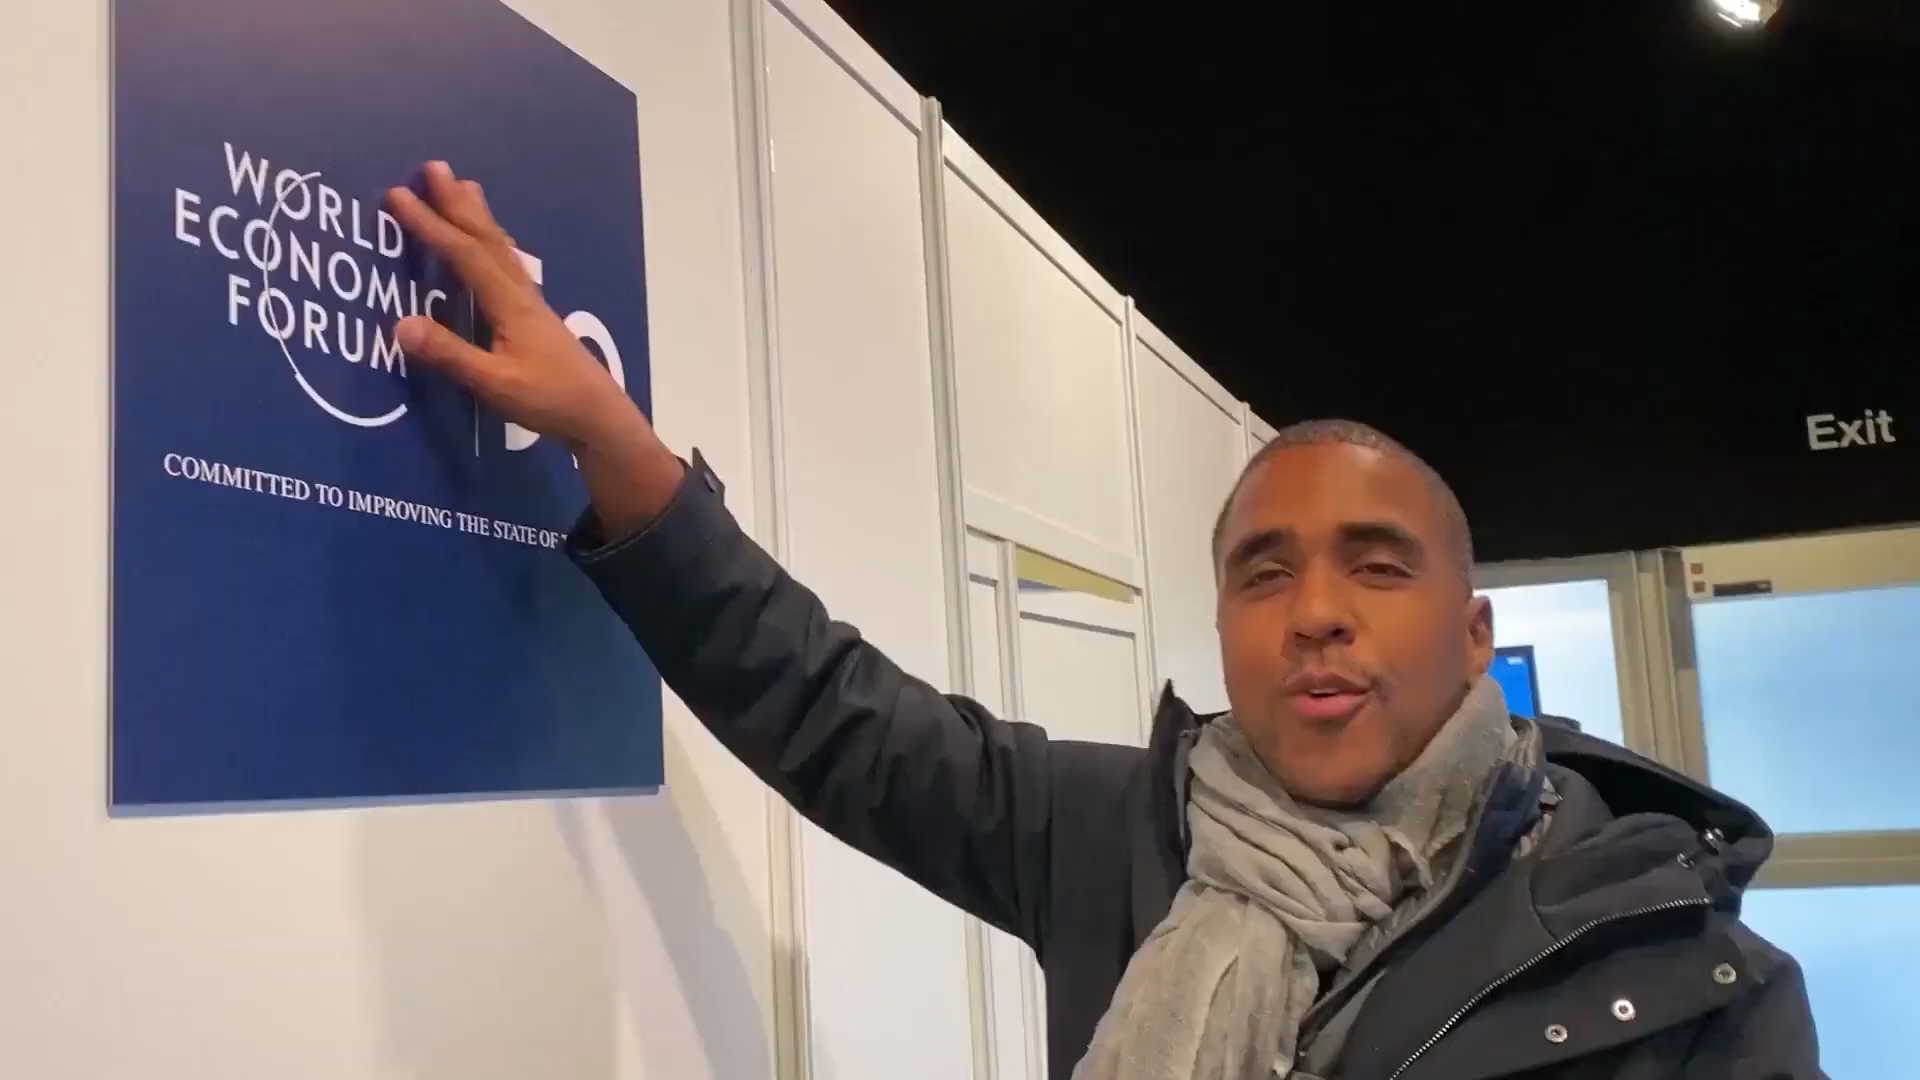 WORLD
ECONOMIC
FORUM
COMMITTED TO IMPROVING THE STATE OF
Exit